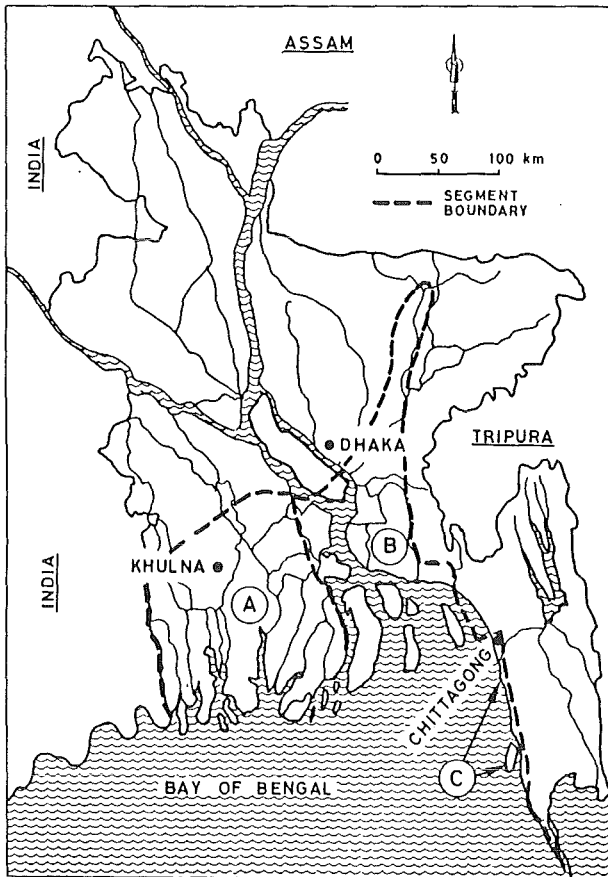 ASSAM
INDIA
0 50 100 km
SEGMENT
BOUNDARY
DHAKA
TRIPURA
B
KHULNA
A
INDIA
CHITTAGONG
C
BAY OF BENGAL